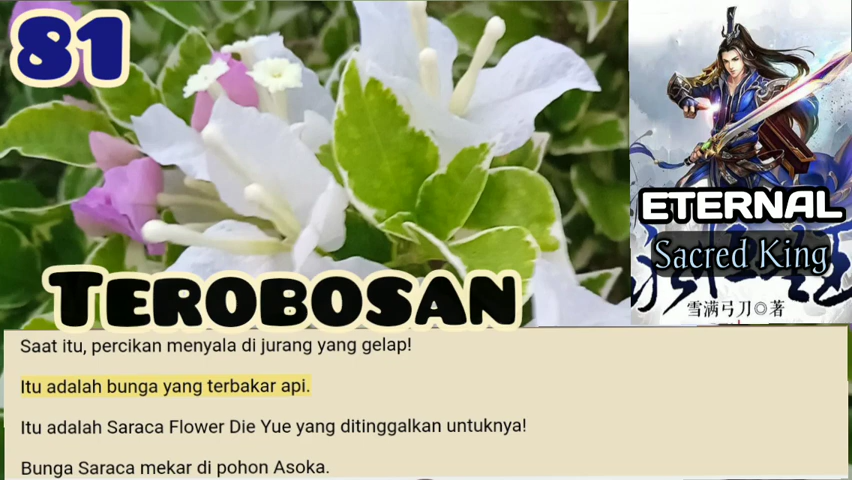 81
ETERNAL
Sacred King
雪满弓刀◎著
TEROBOSAN
Saat itu, percikan menyala di jurang yang gelap!
Itu adalah bunga yang terbakar api.
Itu adalah Saraca Flower Die Yue yang ditinggalkan untuknya!
Bunga Saraca mekar di pohon Asoka.